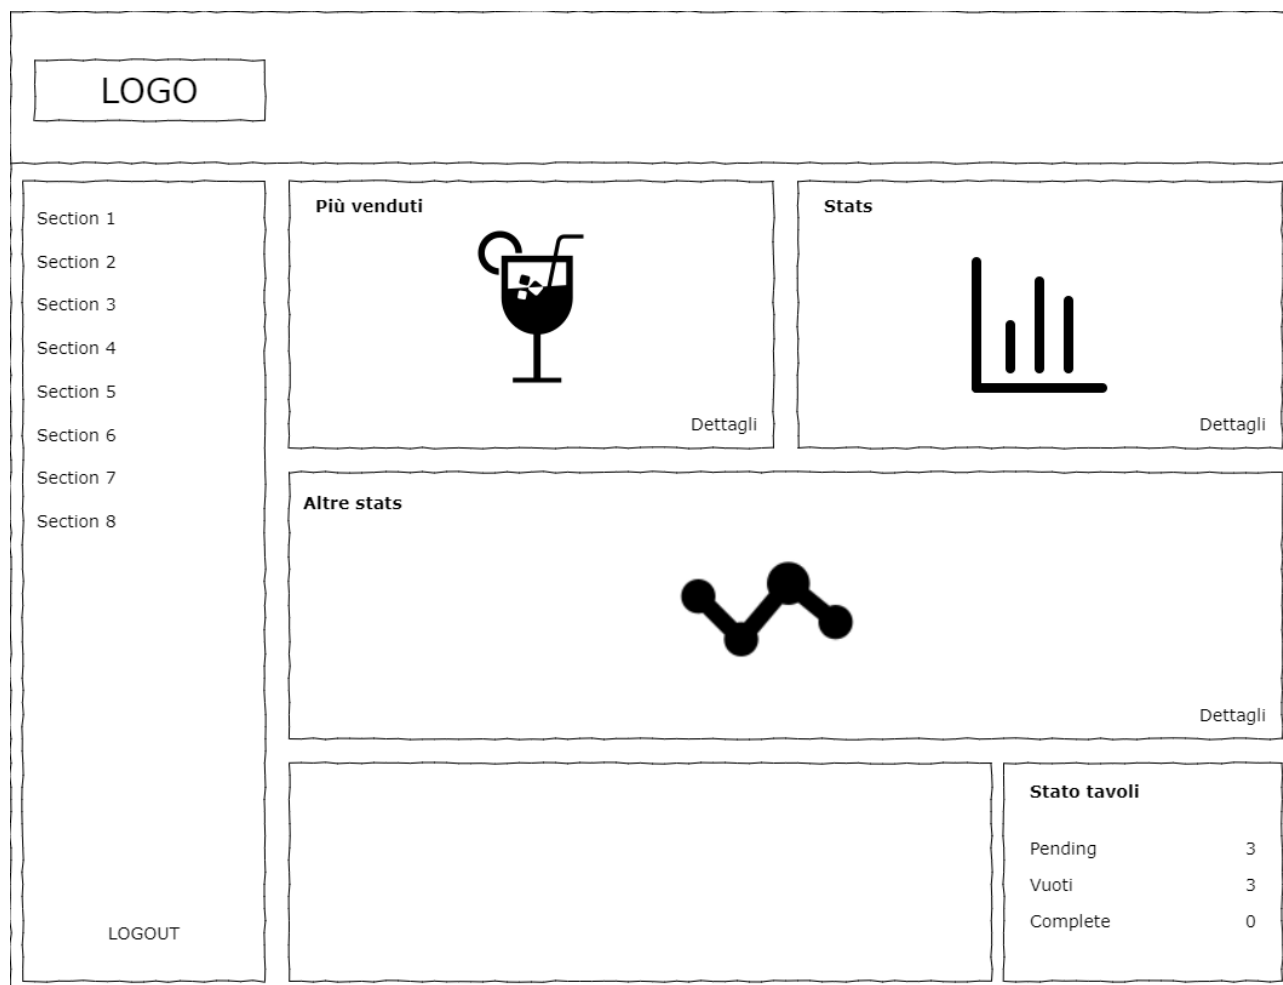 LOGO
Section 1
Section 2
Section 3
Section 4
Section 5
Section 6
Section 7
Section 8
LOGOUT
Più venduti
Dettagli
Stats
Dettagli
Altre stats
Dettagli
Stato tavoli
Pending 3
Vuoti 3
Complete 0